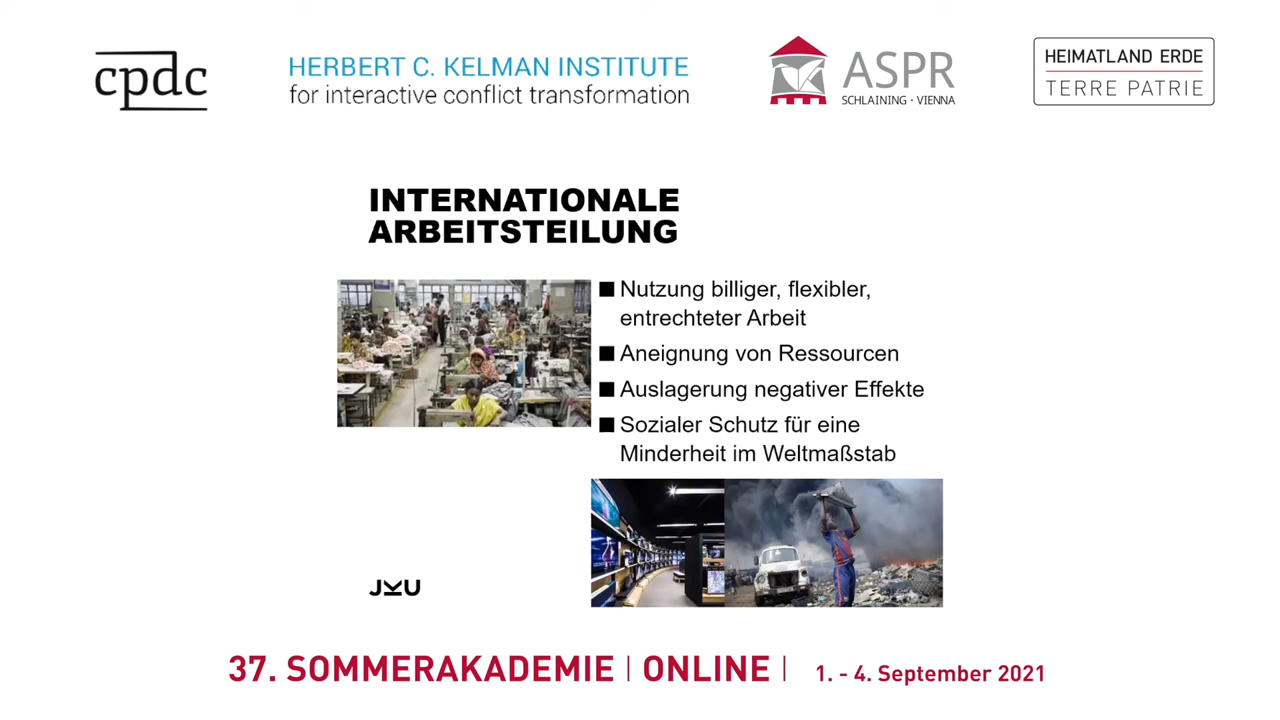 cpdc
HERBERT C. KELMAN INSTITUTE
for interactive conflict transformation
ASPR
SCHLAINING · VIENNA
HEIMATLAND ERDE
TERRE PATRIE
INTERNATIONALE
ARBEITSTEILUNG
■ Nutzung billiger, flexibler,
entrechteter Arbeit
■ Aneignung von Ressourcen
■ Auslagerung negativer Effekte
■ Sozialer Schutz für eine
Minderheit im Weltmaßstab
JKU
37. SOMMERAKADEMIE | ONLINE | 1. - 4. September 2021